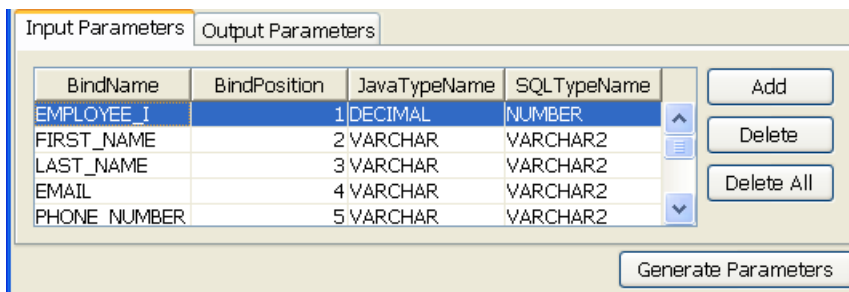 Input Parameters Output Parameters
BindName BindPosition JavaTypeName SQLTypeName Add
EMPLOYEE_I 1 DECIMAL NUMBER
FIRST_NAME 2 VARCHAR VARCHAR2 Delete
LAST_NAME 3 VARCHAR VARCHAR2
EMAIL 4 VARCHAR VARCHAR2 Delete All
PHONE_NUMBER 5 VARCHAR VARCHAR2
Generate Parameters